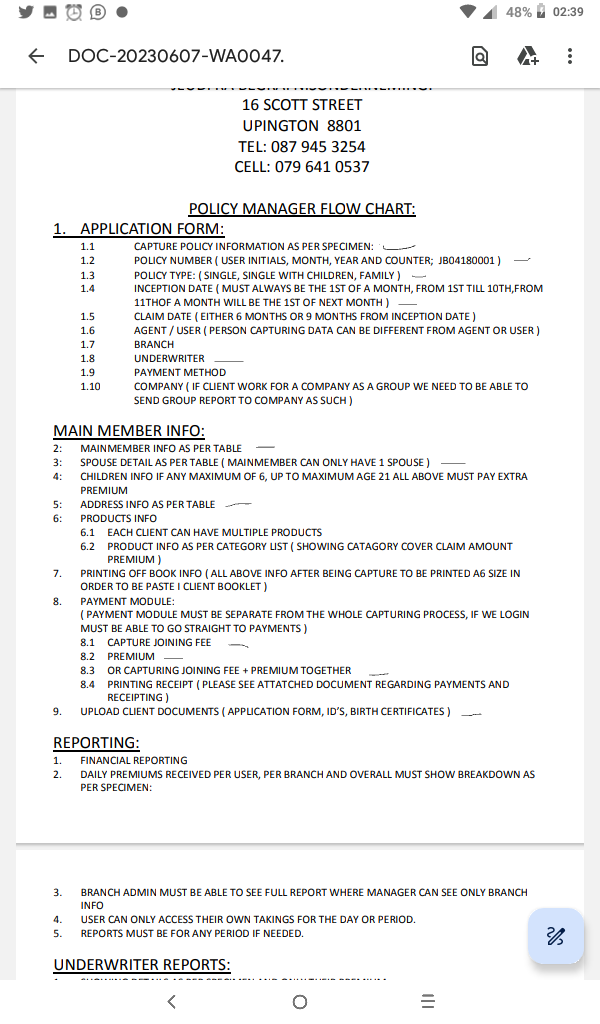 48% 02:39
DOC-20230607-WA0047.
16 SCOTT STREET
UPINGTON 8801
TEL: 087 945 3254
CELL: 079 641 0537
POLICY MANAGER FLOW CHART:
1. APPLICATION FORM:
1.1 CAPTURE POLICY INFORMATION AS PER SPECIMEN:
1.2 POLICY NUMBER ( USER INITIALS, MONTH, YEAR AND COUNTER; JB04180001 )
1.3 POLICY TYPE: ( SINGLE, SINGLE WITH CHILDREN, FAMILY )
1.4 INCEPTION DATE ( MUST ALWAYS BE THE 1ST OF A MONTH, FROM 1ST TILL 10TH,FROM
11THOF A MONTH WILL BE THE 1ST OF NEXT MONTH )
1.5 CLAIM DATE ( EITHER 6 MONTHS OR 9 MONTHS FROM INCEPTION DATE )
1.6 AGENT / USER ( PERSON CAPTURING DATA CAN BE DIFFERENT FROM AGENT OR USER )
1.7 BRANCH
1.8 UNDERWRITER
1.9 PAYMENT METHOD
1.10 COMPANY ( IF CLIENT WORK FOR A COMPANY AS A GROUP WE NEED TO BE ABLE TO
SEND GROUP REPORT TO COMPANY AS SUCH )
MAIN MEMBER INFO:
2: MAINMEMBER INFO AS PER TABLE
3: SPOUSE DETAIL AS PER TABLE ( MAINMEMBER CAN ONLY HAVE 1 SPOUSE )
4: CHILDREN INFO IF ANY MAXIMUM OF 6, UP TO MAXIMUM AGE 21 ALL ABOVE MUST PAY EXTRA
PREMIUM
5: ADDRESS INFO AS PER TABLE
6: PRODUCTS INFO
6.1 EACH CLIENT CAN HAVE MULTIPLE PRODUCTS
6.2 PRODUCT INFO AS PER CATEGORY LIST ( SHOWING CATAGORY COVER CLAIM AMOUNT
PREMIUM )
7. PRINTING OFF BOOK INFO ( ALL ABOVE INFO AFTER BEING CAPTURE TO BE PRINTED A6 SIZE IN
ORDER TO BE PASTE I CLIENT BOOKLET )
8. PAYMENT MODULE:
( PAYMENT MODULE MUST BE SEPARATE FROM THE WHOLE CAPTURING PROCESS, IF WE LOGIN
MUST BE ABLE TO GO STRAIGHT TO PAYMENTS )
8.1 CAPTURE JOINING FEE
8.2 PREMIUM
8.3 OR CAPTURING JOINING FEE + PREMIUM TOGETHER
8.4 PRINTING RECEIPT ( PLEASE SEE ATTATCHED DOCUMENT REGARDING PAYMENTS AND
RECEIPTING )
9. UPLOAD CLIENT DOCUMENTS ( APPLICATION FORM, ID'S, BIRTH CERTIFICATES )
REPORTING:
1. FINANCIAL REPORTING
2. DAILY PREMIUMS RECEIVED PER USER, PER BRANCH AND OVERALL MUST SHOW BREAKDOWN AS
PER SPECIMEN:
3. BRANCH ADMIN MUST BE ABLE TO SEE FULL REPORT WHERE MANAGER CAN SEE ONLY BRANCH
INFO
4. USER CAN ONLY ACCESS THEIR OWN TAKINGS FOR THE DAY OR PERIOD.
5. REPORTS MUST BE FOR ANY PERIOD IF NEEDED.
UNDERWRITER REPORTS: